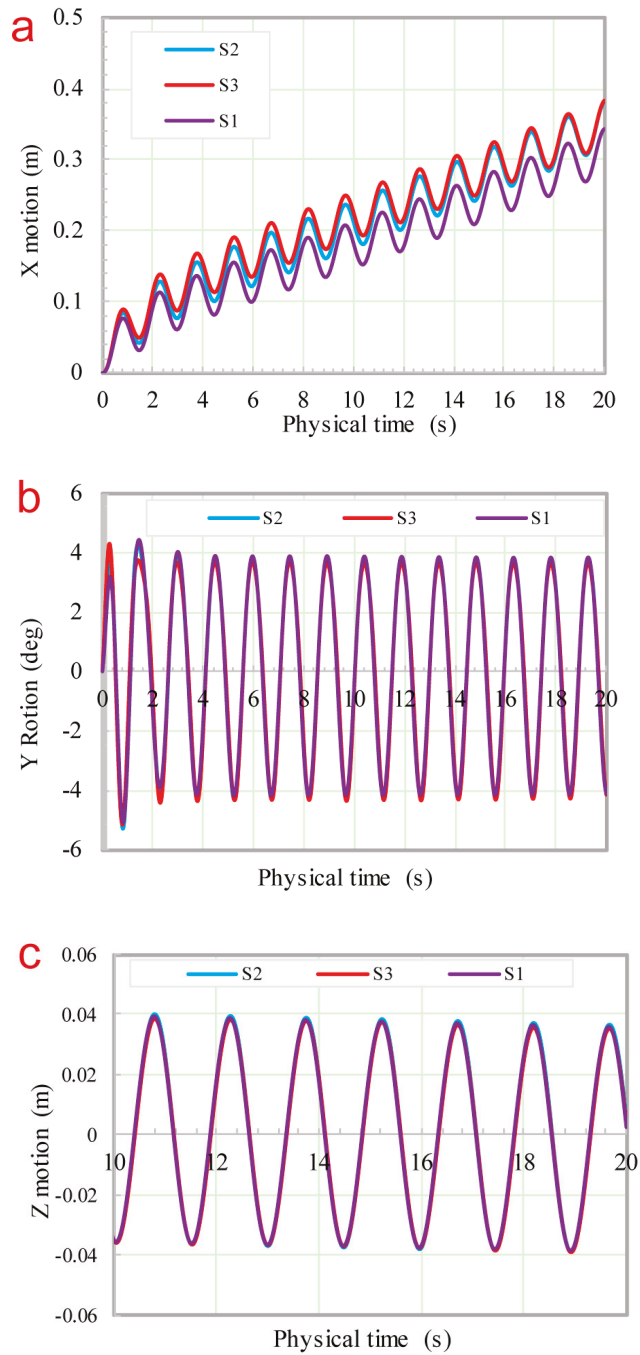 a
0.5
0.4
0.3
0.2
0.1
0
X motion (m)
S2
S3
S1
0 2 4 6 8 10 12 14 16 18 20
Physical time (s)
b
6
4
2
0
-2
-4
-6
Y Rotion (deg)
S2 S3 S1
0 2 4 6 8 10 12 14 16 18 20
Physical time (s)
c
0.06
0.04
0.02
0
-0.02
-0.04
-0.06
Z motion (m)
S2 S3 S1
10 12 14 16 18 20
Physical time (s)